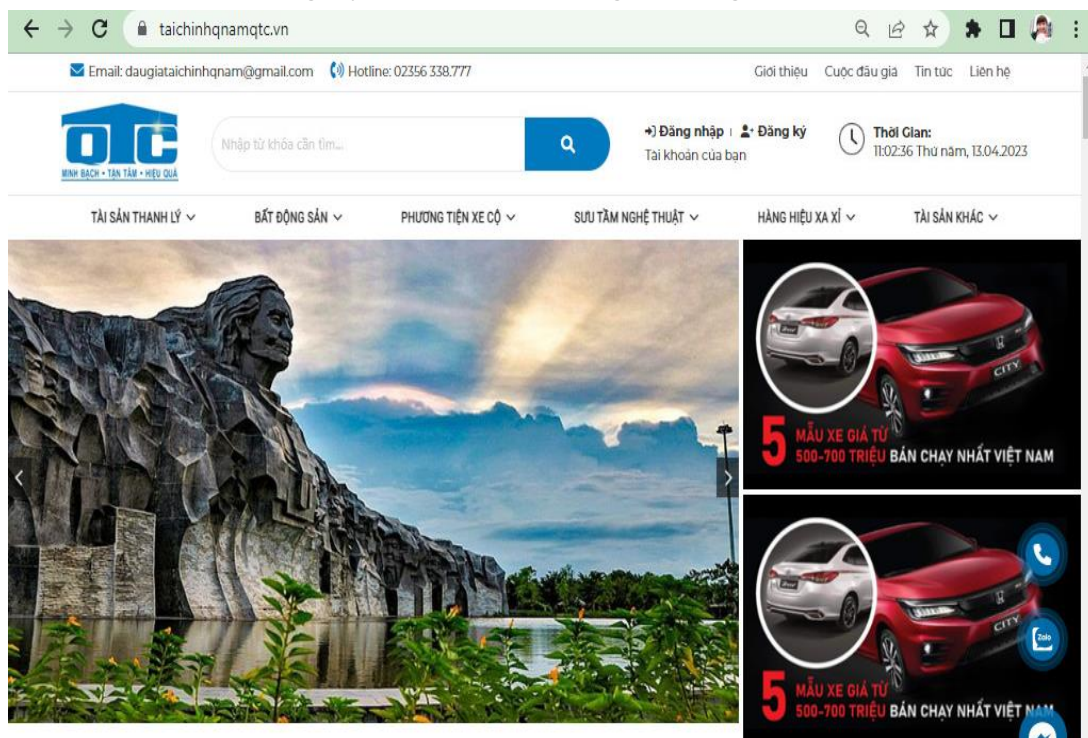 taichinhqnamqtc.vn
Email: daugiataichinhqnam@gmail.com Hotline: 02356 338.777 Giới thiệu Cuộc đấu giá Tin tức Liên hệ
QTC
MINH BẠCH • TẬN TÂM • HIỆU QUẢ
Nhập từ khóa cần tìm...
Đăng nhập | Đăng ký
Tài khoản của bạn
Thời Gian:
11:02:36 Thứ năm, 13.04.2023
TÀI SẢN THANH LÝ BẤT ĐỘNG SẢN PHƯƠNG TIỆN XE CỘ SƯU TẦM NGHỆ THUẬT HÀNG HIỆU XA XỈ TÀI SẢN KHÁC
CITY
5 MẪU XE GIÁ TỪ
500-700 TRIỆU BÁN CHẠY NHẤT VIỆT NAM
CITY
Zalo
5 MẪU XE GIÁ TỪ
500-700 TRIỆU BÁN CHẠY NHẤT VIỆT NAM